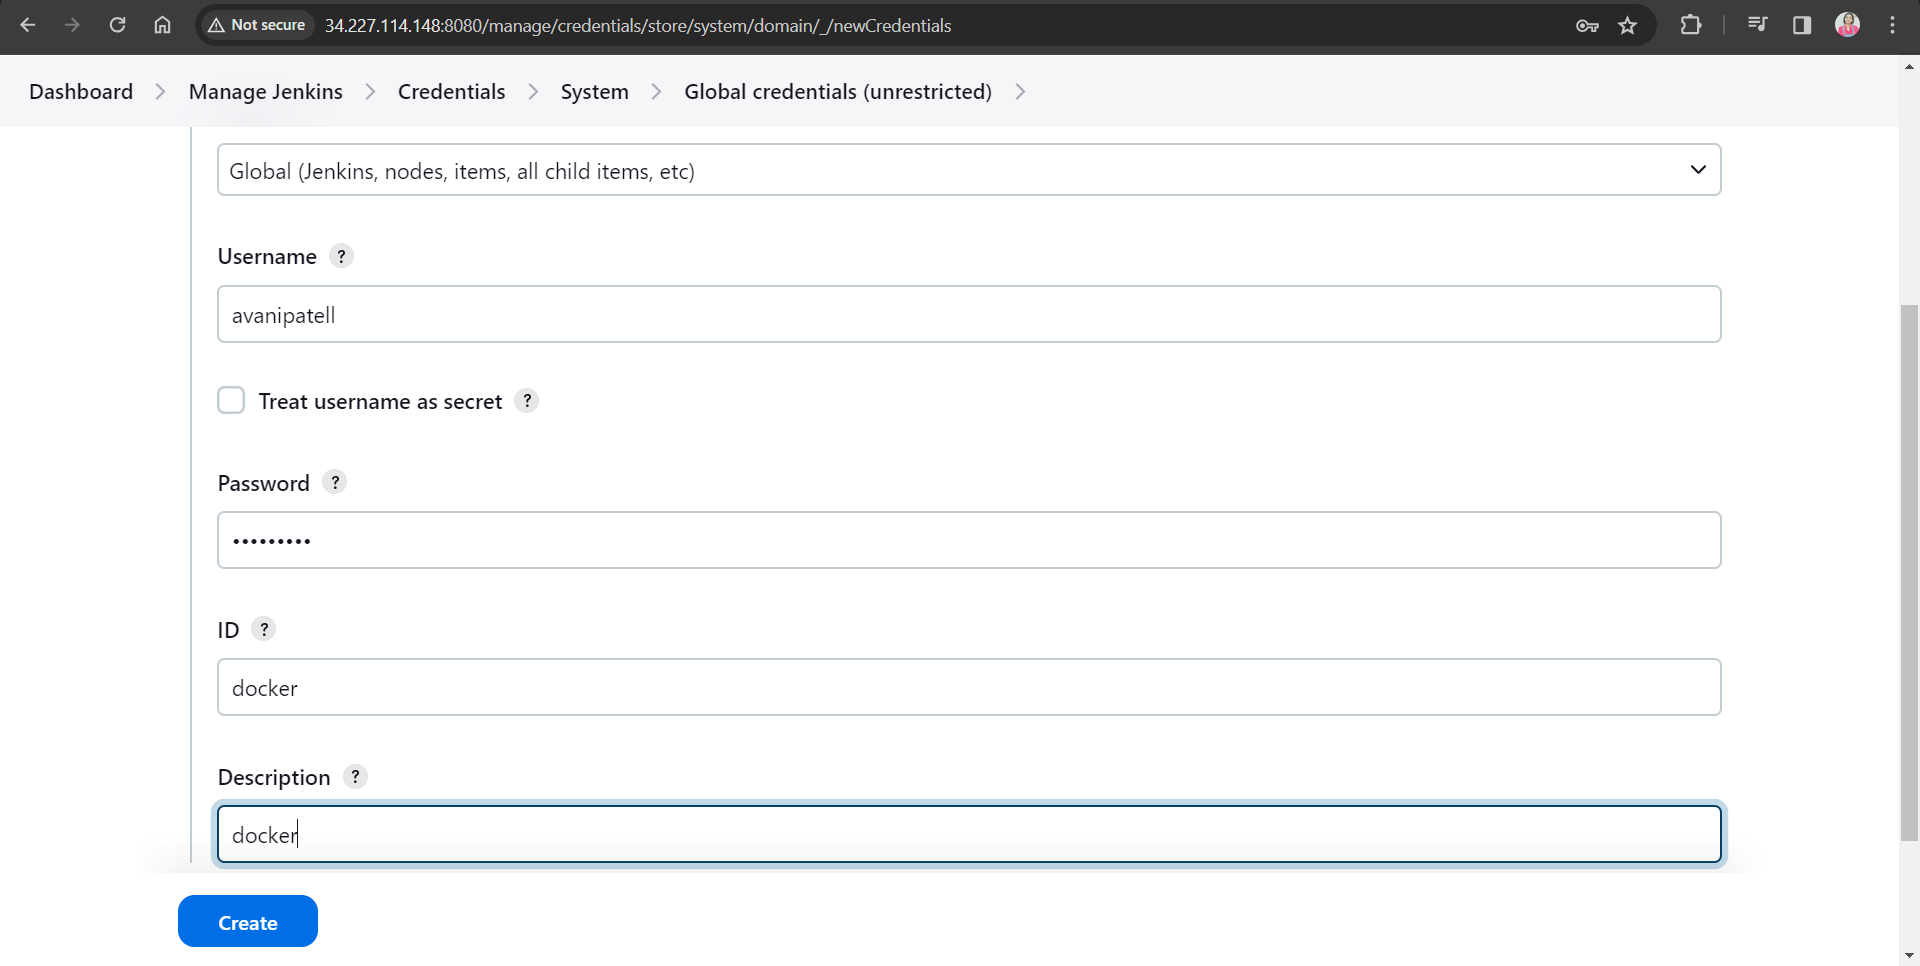 Not secure 34.227.114.148:8080/manage/credentials/store/system/domain/_/newCredentials
Dashboard > Manage Jenkins > Credentials > System > Global credentials (unrestricted) >
Global (Jenkins, nodes, items, all child items, etc)
Username ?
avanipatell
Treat username as secret ?
Password ?
•••••••••
ID ?
docker
Description ?
docker
Create